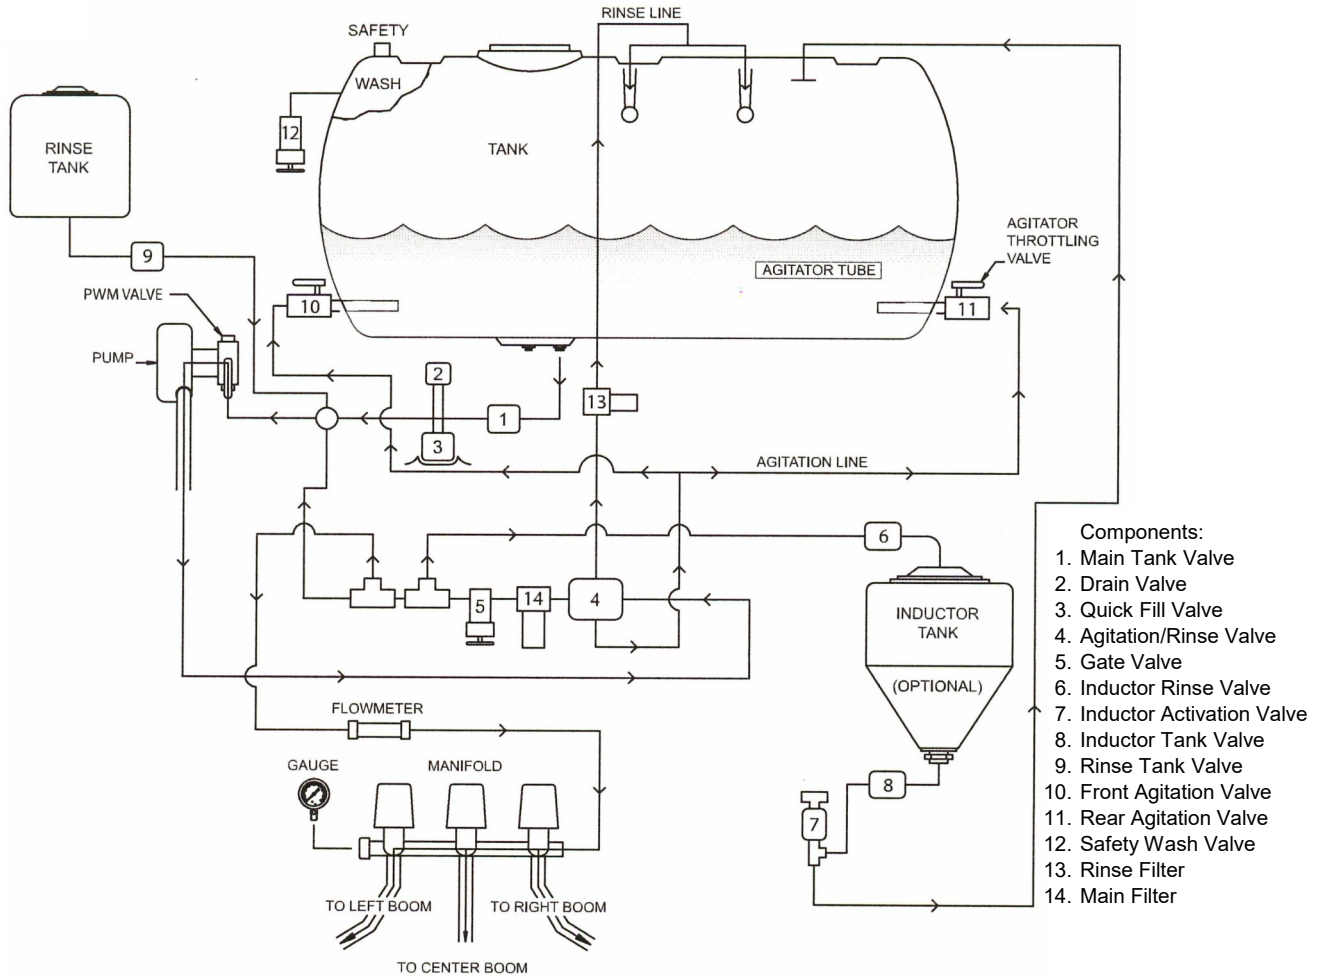 RINSE LINE
SAFETY
WASH
12
RINSE
TANK
TANK
AGITATOR
THROTTLING
VALVE
9
AGITATOR TUBE
PWM VALVE
10
11
PUMP
2
13
1
3
AGITATION LINE
6
5
14
4
INDUCTOR
TANK
(OPTIONAL)
FLOWMETER
GAUGE
MANIFOLD
8
7
TO LEFT BOOM
TO RIGHT BOOM
TO CENTER BOOM
Components:
1. Main Tank Valve
2. Drain Valve
3. Quick Fill Valve
4. Agitation/Rinse Valve
5. Gate Valve
6. Inductor Rinse Valve
7. Inductor Activation Valve
8. Inductor Tank Valve
9. Rinse Tank Valve
10. Front Agitation Valve
11. Rear Agitation Valve
12. Safety Wash Valve
13. Rinse Filter
14. Main Filter